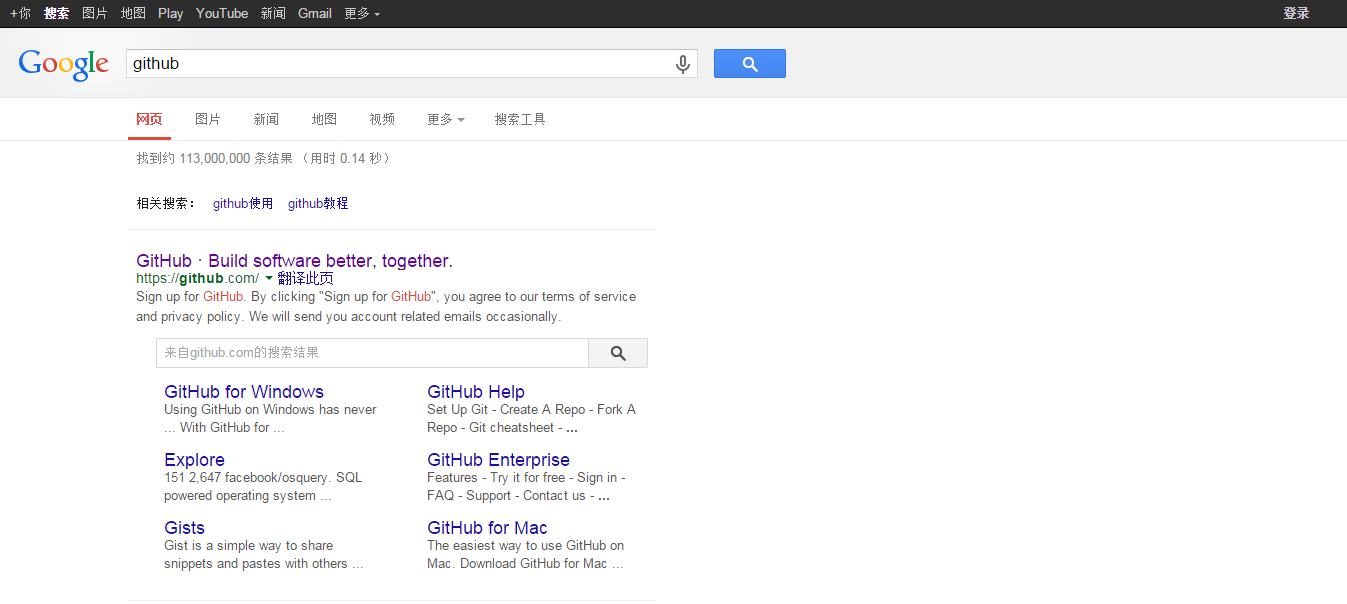 +你 搜索 图片 地图 Play YouTube 新闻 Gmail 更多 登录
Google github
网页 图片 新闻 地图 视频 更多 搜索工具
找到约 113,000,000 条结果 （用时 0.14 秒）
相关搜索： github使用 github教程
GitHub · Build software better, together.
https://github.com/ 翻译此页
Sign up for GitHub. By clicking "Sign up for GitHub", you agree to our terms of service
and privacy policy. We will send you account related emails occasionally.
来自github.com的搜索结果
GitHub for Windows
Using GitHub on Windows has never
... With GitHub for ...
GitHub Help
Set Up Git - Create A Repo - Fork A
Repo - Git cheatsheet - ...
Explore
151 2,647 facebook/osquery. SQL
powered operating system ...
GitHub Enterprise
Features - Try it for free - Sign in -
FAQ - Support - Contact us - ...
Gists
Gist is a simple way to share
snippets and pastes with others ...
GitHub for Mac
The easiest way to use GitHub on
Mac. Download GitHub for Mac ...